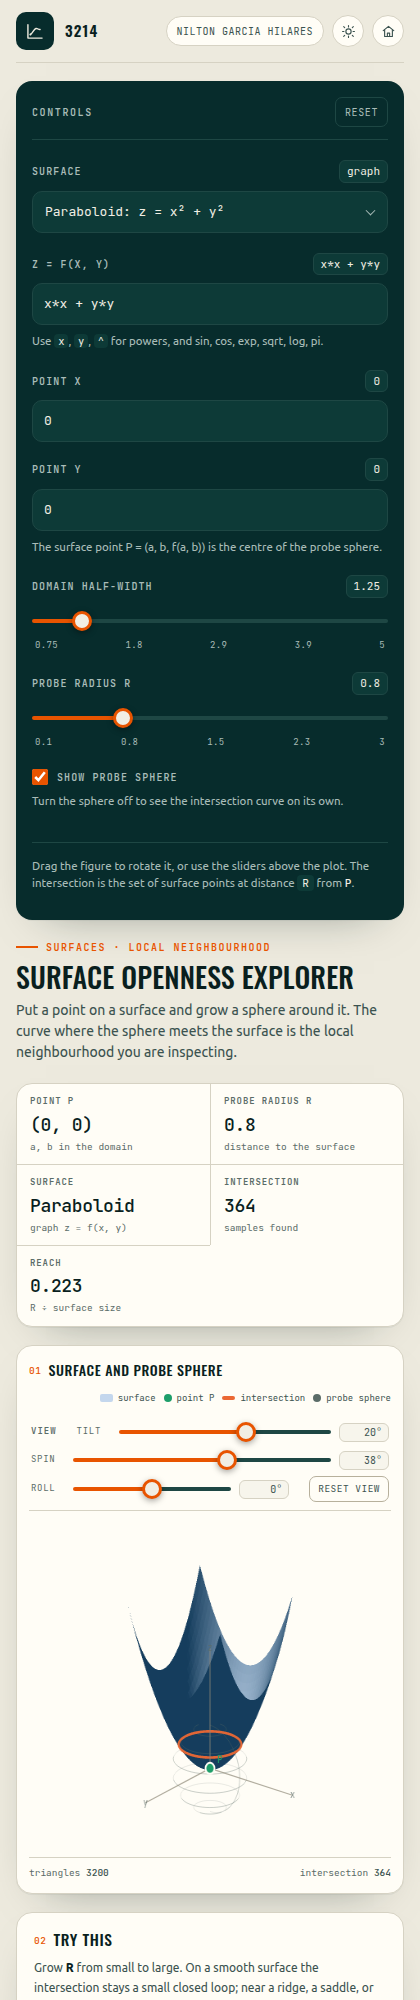 3214
NILTON GARCIA HILARES
CONTROLS
RESET
SURFACE
graph
Paraboloid: z = x² + y²
Z = F(X, Y)
x*x + y*y
x*x + y*y
Use x, y, ^ for powers, and sin, cos, exp, sqrt, log, pi.
POINT X
0
0
POINT Y
0
0
The surface point P = (a, b, f(a, b)) is the centre of the probe sphere.
DOMAIN HALF-WIDTH
1.25
0.75 1.8 2.9 3.9 5
PROBE RADIUS R
0.8
0.1 0.8 1.5 2.3 3
SHOW PROBE SPHERE
Turn the sphere off to see the intersection curve on its own.
Drag the figure to rotate it, or use the sliders above the plot. The
intersection is the set of surface points at distance R from P.
SURFACES · LOCAL NEIGHBOURHOOD
SURFACE OPENNESS EXPLORER
Put a point on a surface and grow a sphere around it. The
curve where the sphere meets the surface is the local
neighbourhood you are inspecting.
POINT P
(0, 0)
a, b in the domain
PROBE RADIUS R
0.8
distance to the surface
SURFACE
Paraboloid
graph z = f(x, y)
INTERSECTION
364
samples found
REACH
0.223
R ÷ surface size
01 SURFACE AND PROBE SPHERE
surface point P intersection probe sphere
VIEW TILT 20°
SPIN 38°
ROLL 0° RESET VIEW
P
y
x
triangles 3200
intersection 364
02 TRY THIS
Grow R from small to large. On a smooth surface the
intersection stays a small closed loop; near a ridge, a saddle, or